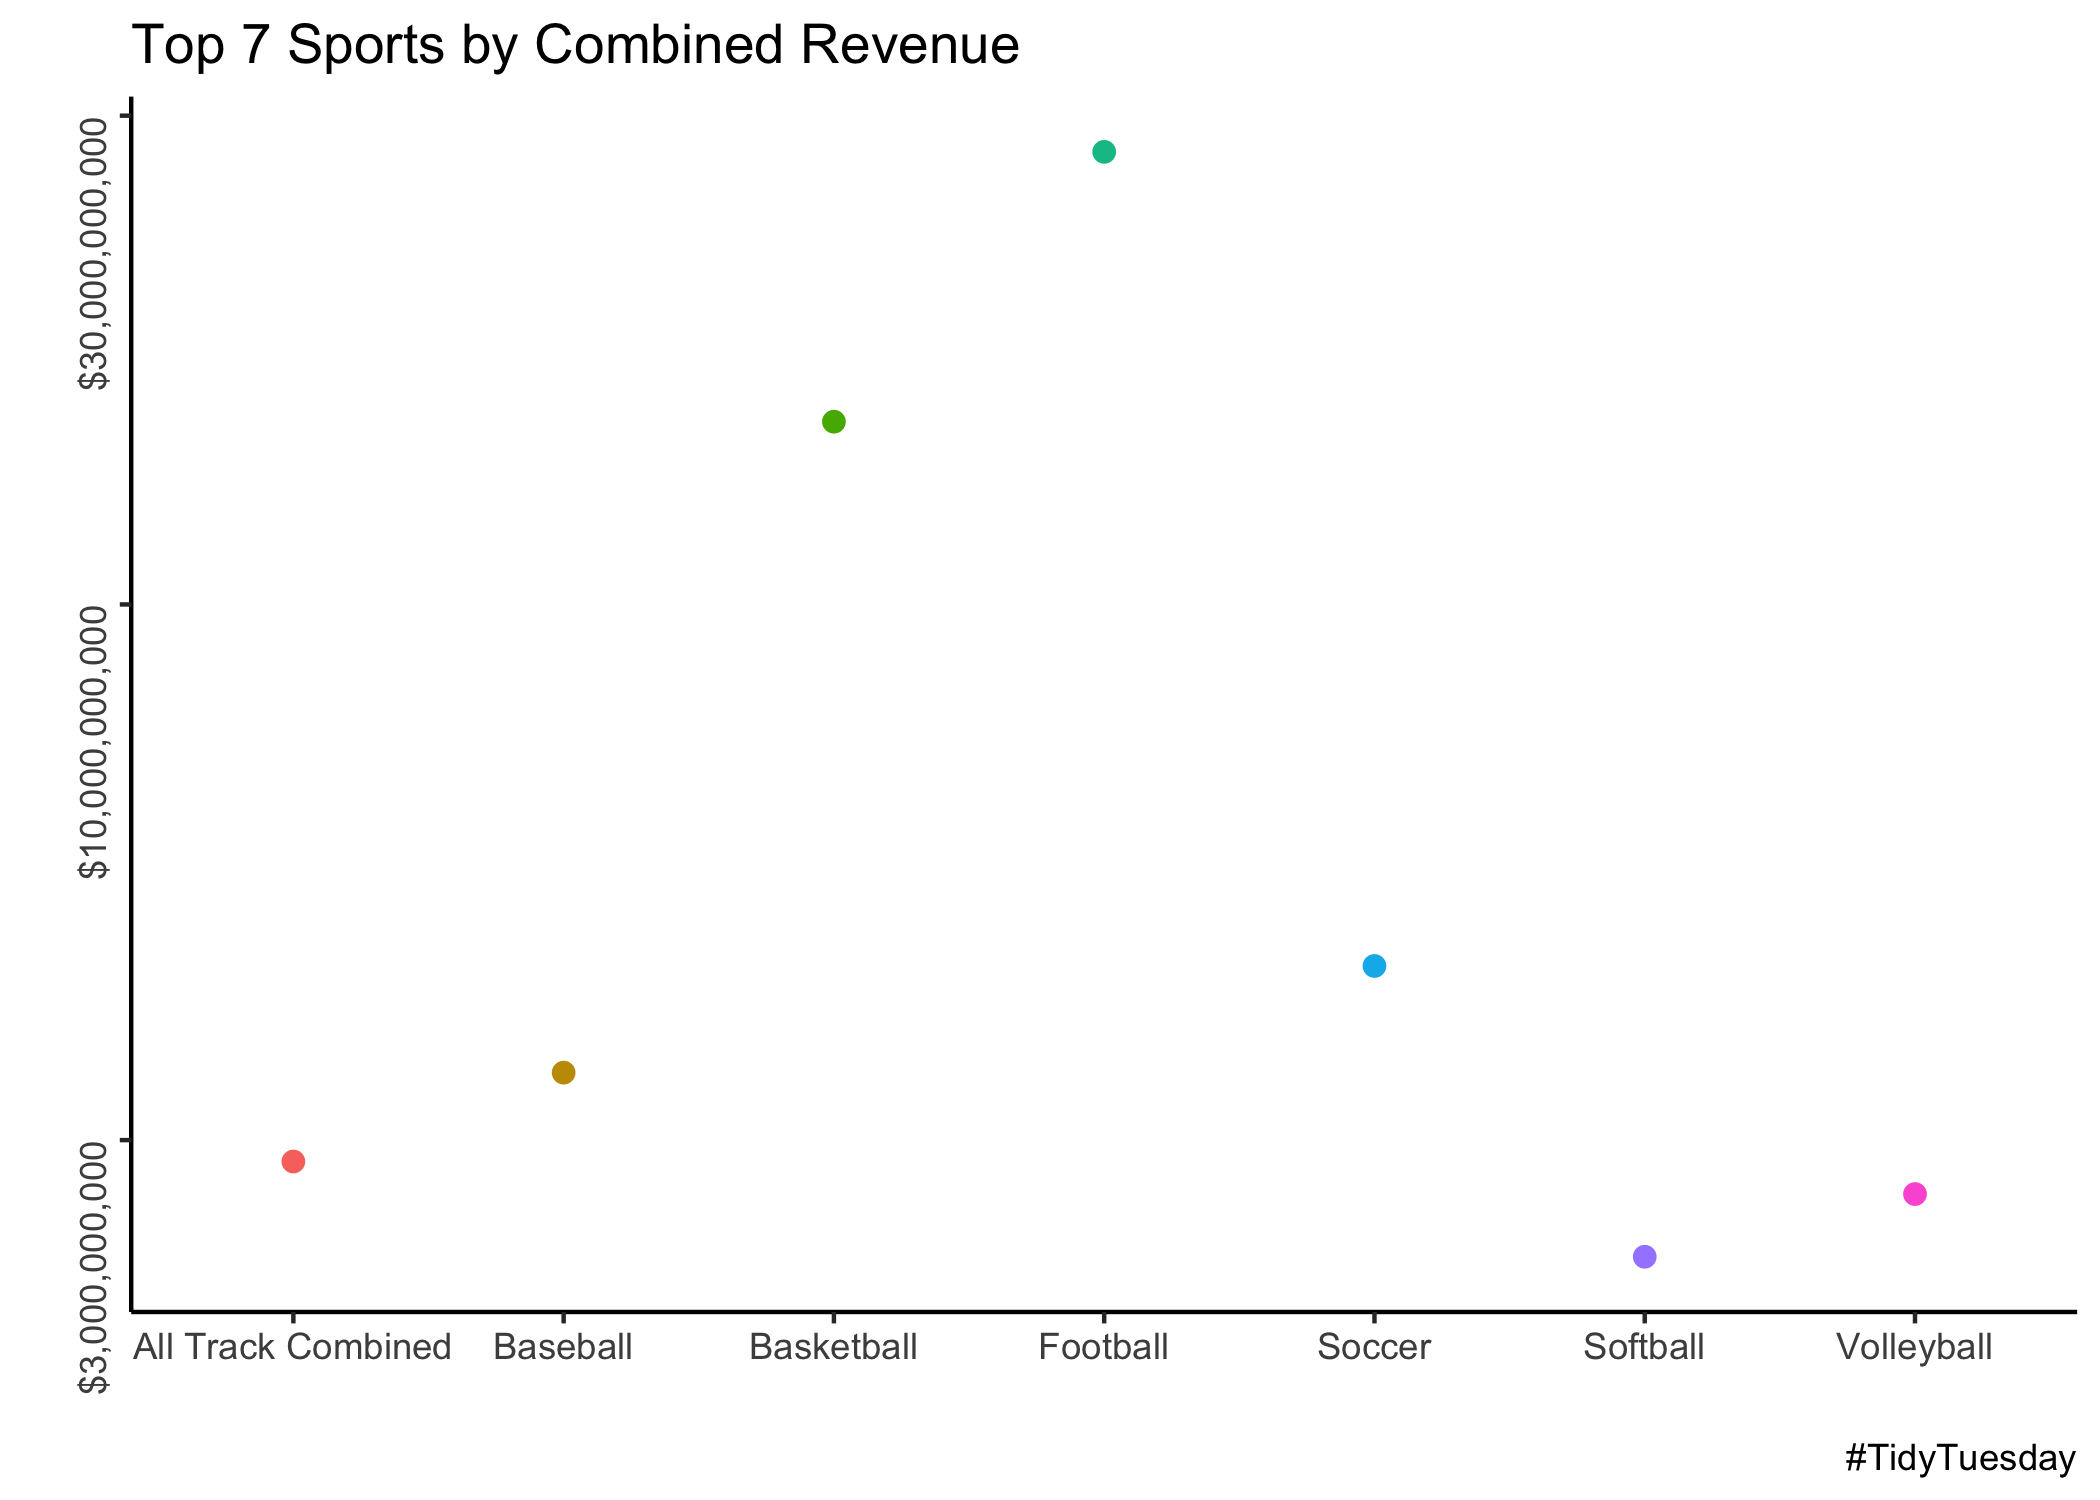 Top 7 Sports by Combined Revenue
$30,000,000,000
$10,000,000,000
$3,000,000,000
All Track Combined
Baseball
Basketball
Football
Soccer
Softball
Volleyball
#TidyTuesday